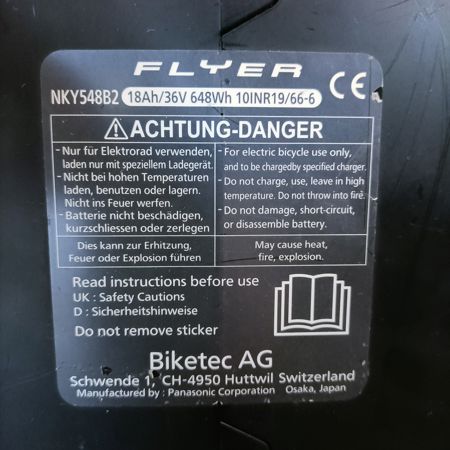 FLYER
NKY548B2 18Ah/36V 648Wh 10INR19/66-6 CE
⚠ACHTUNG-DANGER
- Nur für Elektrorad verwenden,
laden nur mit speziellem Ladegerät.
- Nicht bei hohen Temperaturen
laden, benutzen oder lagern.
Nicht ins Feuer werfen.
- Batterie nicht beschädigen,
kurzschliessen oder zerlegen
- For electric bicycle use only,
and to be chargedby specified charger.
- Do not charge, use, leave in high
temperature. Do not throw into fire.
- Do not damage, short-circuit,
or disassemble battery.
Dies kann zur Erhitzung,
Feuer oder Explosion führen
May cause heat,
fire, explosion.
Read instructions before use
UK : Safety Cautions
D : Sicherheitshinweise
Do not remove sticker
Biketec AG
Schwende 1, CH-4950 Huttwil Switzerland
Manufactured by : Panasonic Corporation Osaka, Japan